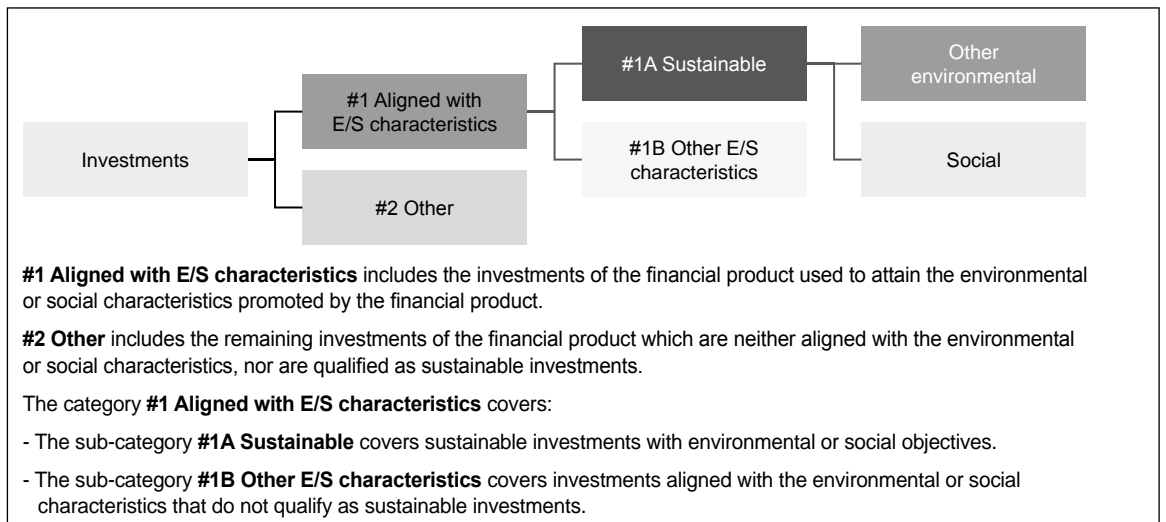 #1A Sustainable
Other
environmental
#1 Aligned with
E/S characteristics
Investments
#1B Other E/S
characteristics
Social
#2 Other
#1 Aligned with E/S characteristics includes the investments of the financial product used to attain the environmental
or social characteristics promoted by the financial product.
#2 Other includes the remaining investments of the financial product which are neither aligned with the environmental
or social characteristics, nor are qualified as sustainable investments.
The category #1 Aligned with E/S characteristics covers:
- The sub-category #1A Sustainable covers sustainable investments with environmental or social objectives.
- The sub-category #1B Other E/S characteristics covers investments aligned with the environmental or social
characteristics that do not qualify as sustainable investments.